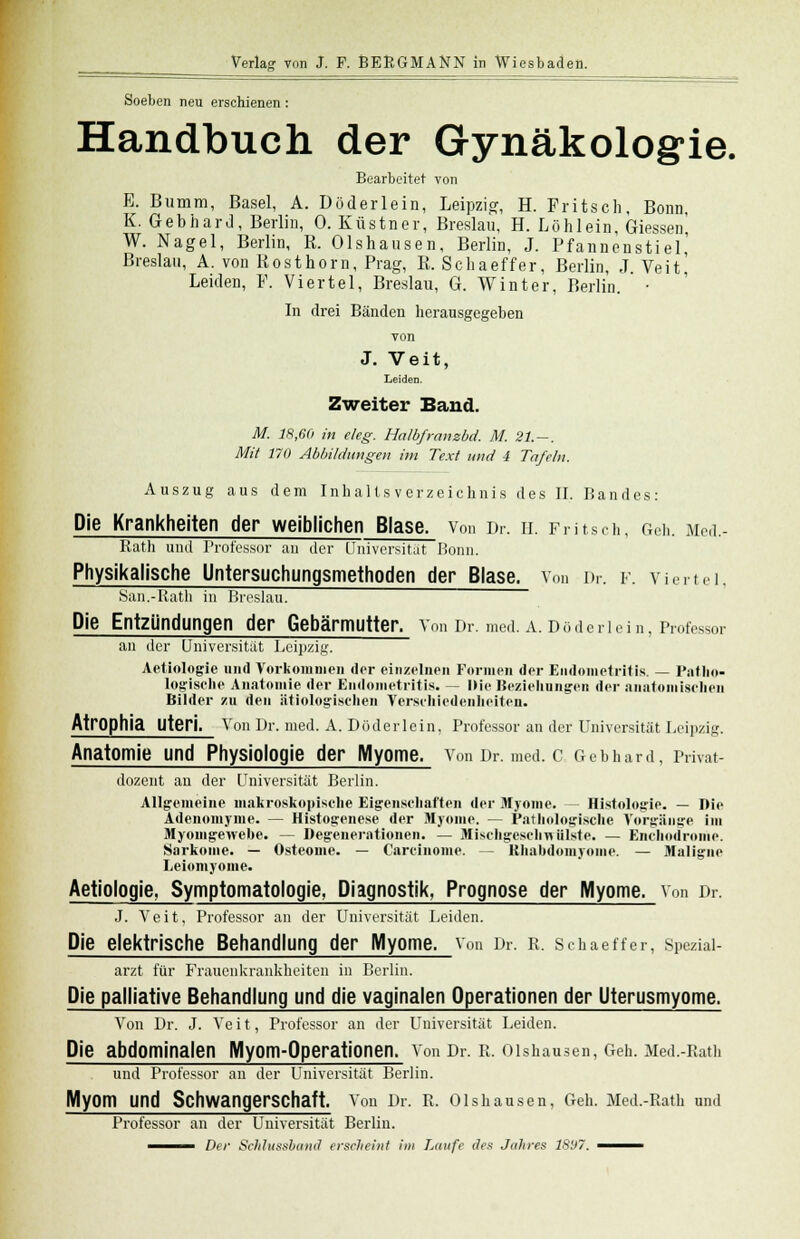 Verlag von J. F. BERGMANN in Wiesbaden.
Soeben neu erschienen:
Handbuch der Gynäkologie.
Bearbeitet von
E. Bumm, Basel, A. Döderlein, Leipzig, H. Fritsch, Bonn,
K. Gebhard, Berlin, O. Küstner, Breslau, H. Löhlein, Giessen,
W. Nagel, Berlin, R. Olshausen, Berlin, J. Pfannenstiel,
Breslau, A. von Rosthorn, Prag, R. Schaeffer, Berlin, J. Veit,
Leiden, F. Viertel, Breslau, G. Winter, Berlin.
In drei Bänden herausgegeben
von
J. Veit,
Leiden.
Zweiter Band.
M. 18,60 in eleg. Halbfranzbd. M. 21.—.
Mit 170 Abbildungen im Text und 4 Tafeln.
Auszug aus dem Inhaltsverzeichnis des II. Bandes:
Die Krankheiten der weiblichen Blase. Von Dr. H. Fritsch, Geh. Med.-
Rath und Professor an der Universität Bonn.
Physikalische Untersuchungsmethoden der Blase. Von Dr. F. Viertel,
San.-Rath in Breslau.
Die Entzündungen der Gebärmutter. Von Dr. med. A. Döderlein, Professor
an der Universität Leipzig.
Aetiologie und Vorkommen der einzelnen Formen der Endometritis. — Patho-
logische Anatomie der Endometritis. — Die Beziehungen der anatomischen
Bilder zu den ätiologischen Verschiedenheiten.
Atrophia uteri. Von Dr. med. A. Döderlein, Professor an der Universität Leipzig.
Anatomie und Physiologie der Myome. Von Dr. med. C Gebhard, Privat-
dozent an der Universität Berlin.
Allgemeine makroskopische Eigenschaften der Myome. — Histologie. — Die
Adenomyme. — Histogenese der Myome. — Pathologische Vorgänge im
Myomgewebe. — Degenerationen. — Mischgeschwülste. — Enchodrome.
Sarkome. — Osteome. — Carcinome. — Rhabdomyome. — Maligne
Leiomyome.
Aetiologie, Symptomatologie, Diagnostik, Prognose der Myome. Von Dr.
J. Veit, Professor an der Universität Leiden.
Die elektrische Behandlung der Myome. Von Dr. R. Schaeffer, Spezial-
arzt für Frauenkrankheiten in Berlin.
Die palliative Behandlung und die vaginalen Operationen der Uterusmyome.
Von Dr. J. Veit, Professor an der Universität Leiden.
Die abdominalen Myom-Operationen. Von Dr. R. Olshausen, Geh. Med.-Rath
und Professor an der Universität Berlin.
Myom und Schwangerschaft. Von Dr. R. Olshausen, Geh. Med.-Rath und
Professor an der Universität Berlin.
Der Schlussband erscheint im Laufe des Jahres 1897.